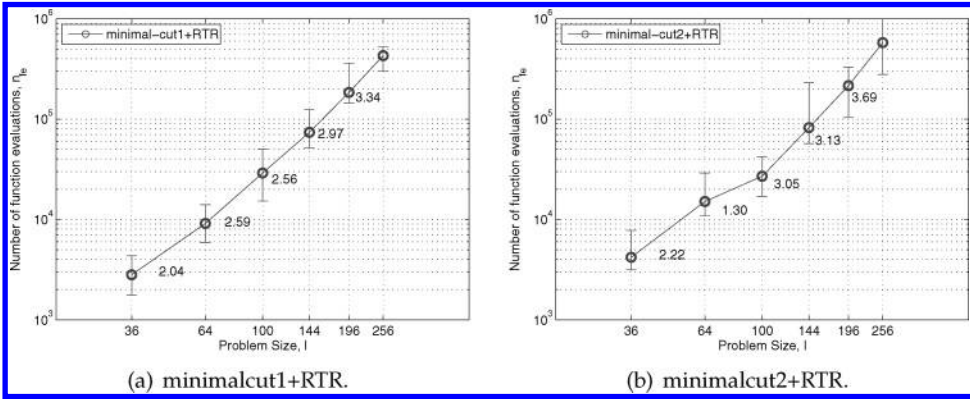 10^6
minimal-cut1+RTR
Number of function evaluations, n_fe
10^5
10^4
10^3
2.04
2.59
2.56
2.97
3.34
36 64 100 144 196 256
Problem Size, l
(a) minimalcut1+RTR.
10^6
minimal-cut2+RTR
Number of function evaluations, n_fe
10^5
10^4
10^3
2.22
1.30
3.05
3.13
3.69
36 64 100 144 196 256
Problem Size, l
(b) minimalcut2+RTR.